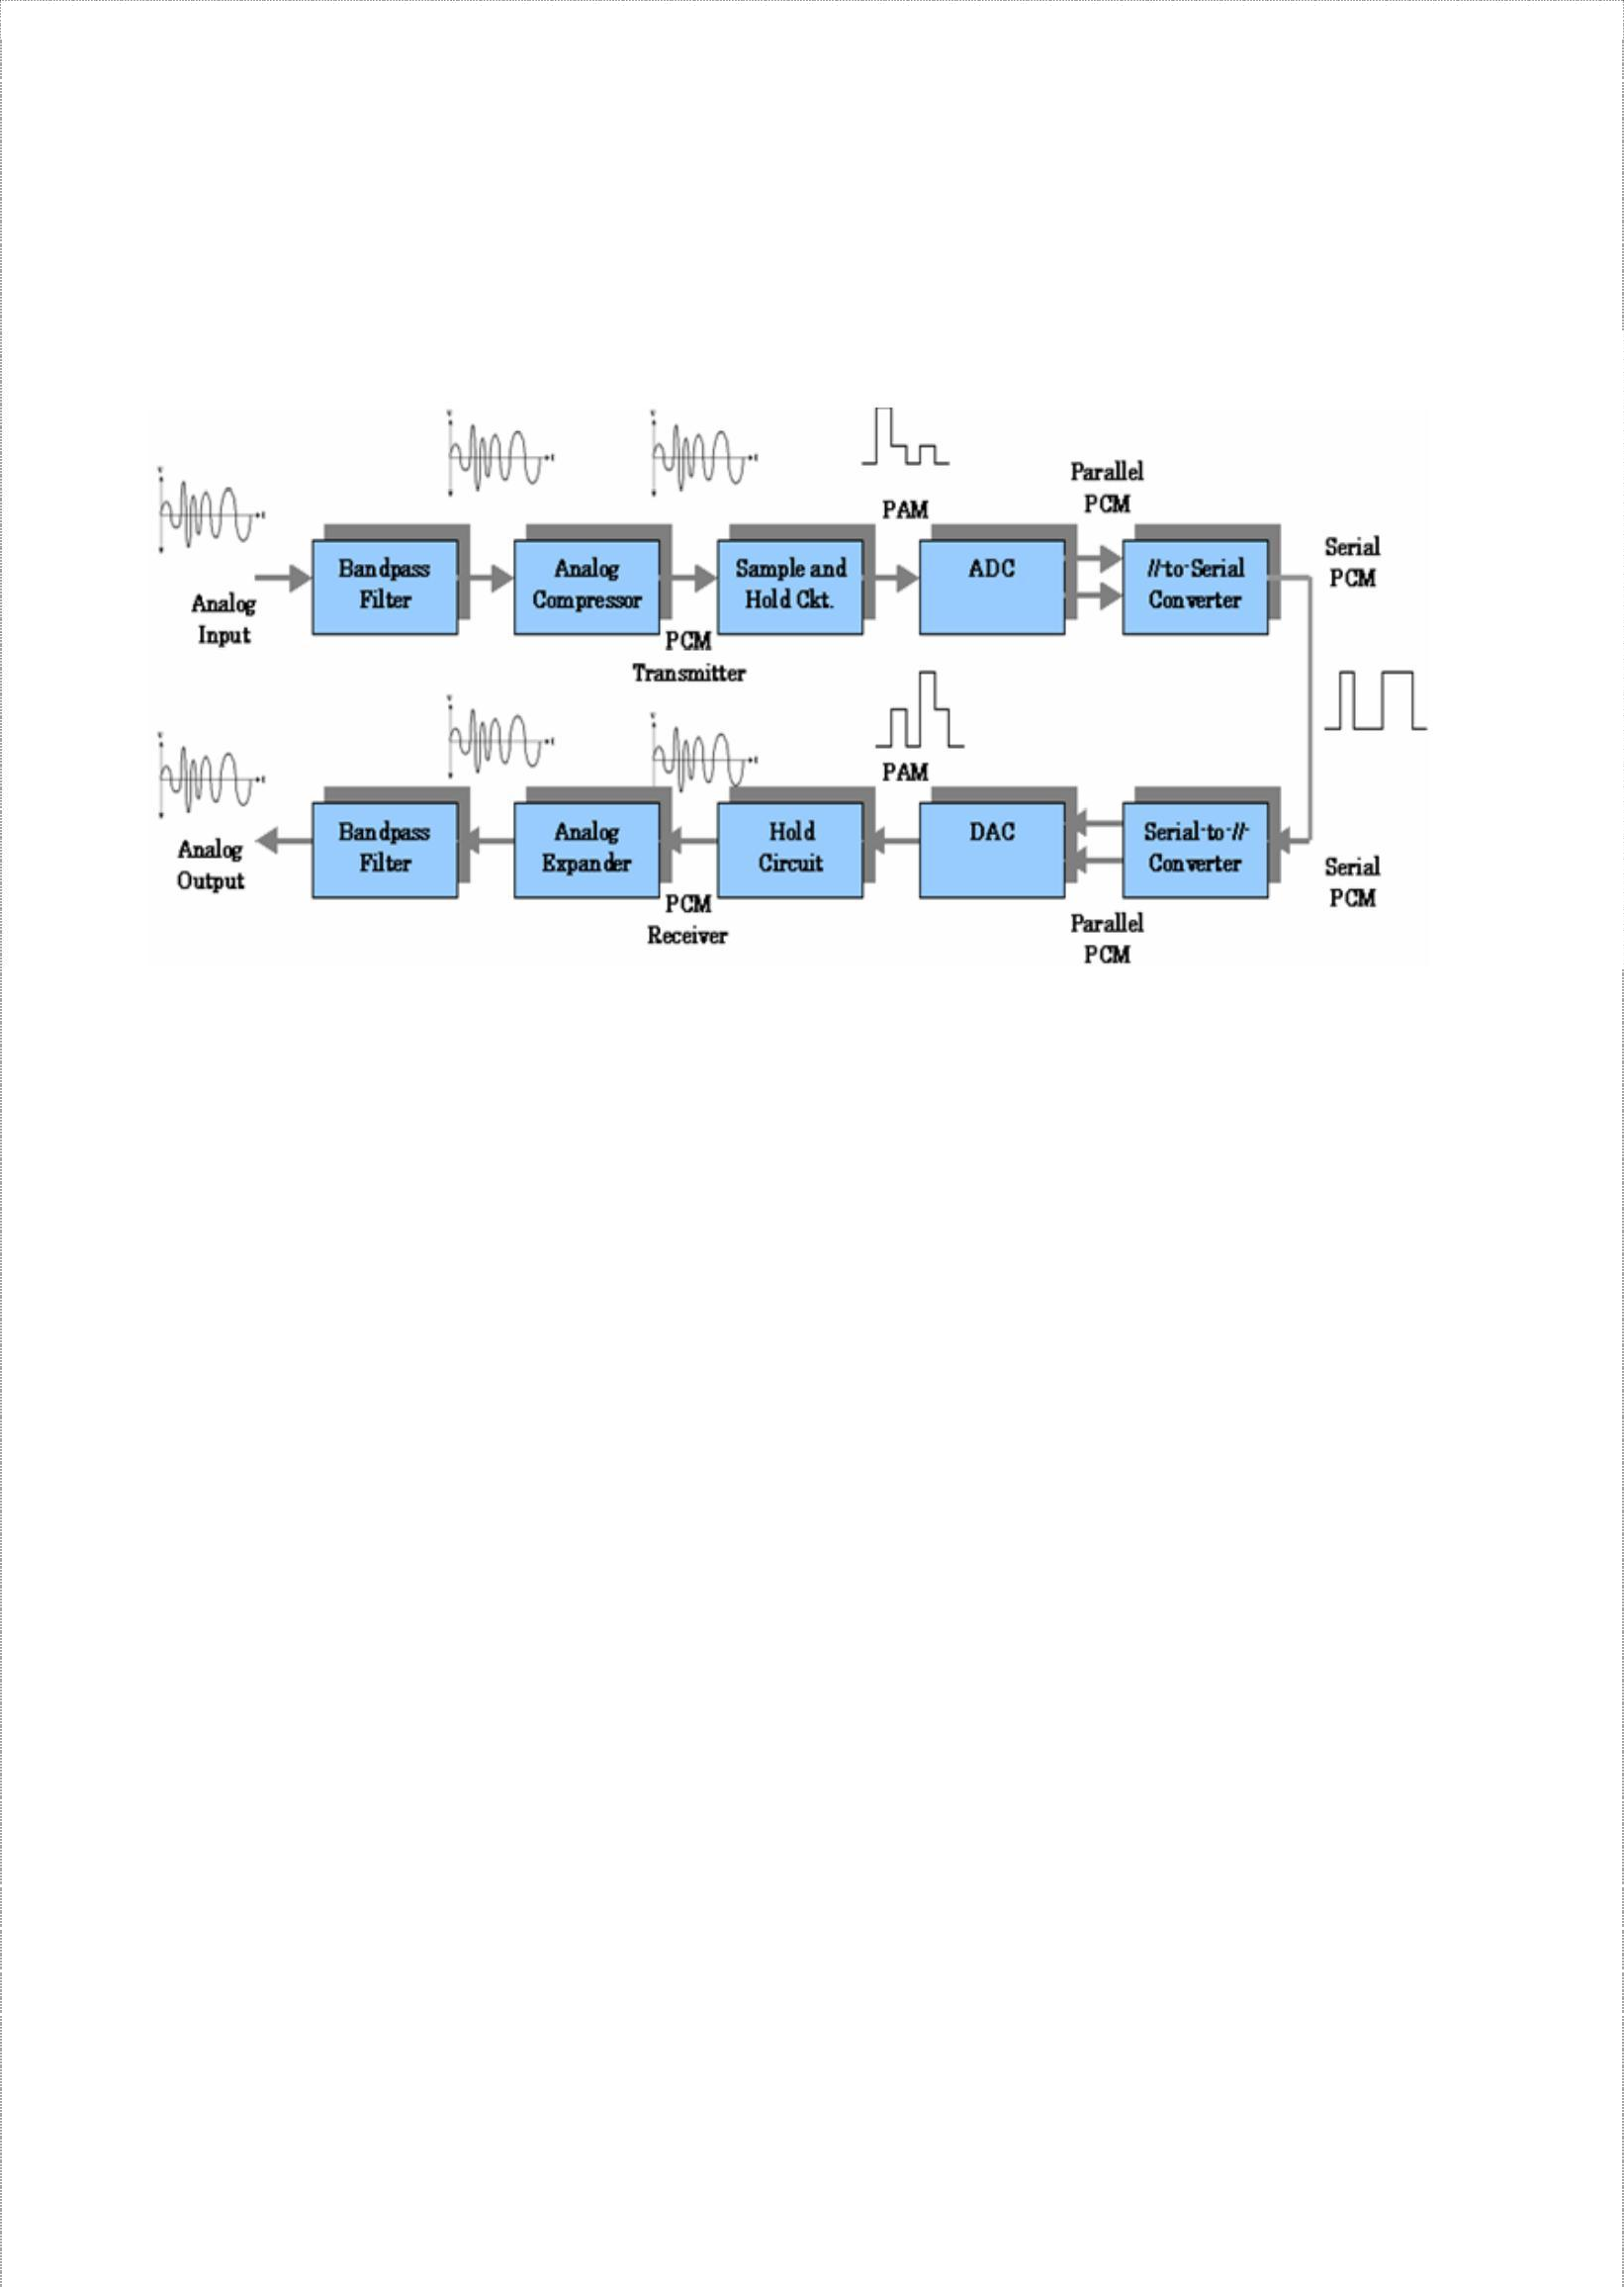 Parallel
PCM
PAM
Serial
PCM
Analog
Input
Bandpass
Filter
Analog
Compressor
Sample and
Hold Ckt.
ADC
//-to-Serial
Converter
PCM
Transmitter
PAM
Analog
Output
Bandpass
Filter
Analog
Expander
Hold
Circuit
DAC
Serial-to-//-
Converter
Serial
PCM
PCM
Receiver
Parallel
PCM